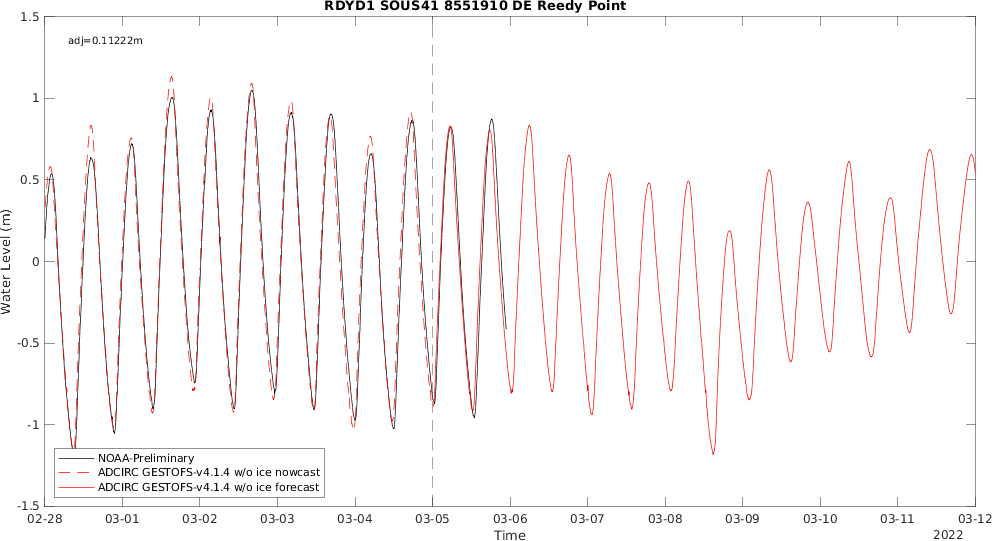 RDYD1 SOUS41 8551910 DE Reedy Point
1.5
adj=0.11222m
1
0.5
0
-0.5
-1
-1.5
Water Level (m)
NOAA-Preliminary
ADCIRC GESTOFS-v4.1.4 w/o ice nowcast
ADCIRC GESTOFS-v4.1.4 w/o ice forecast
02-28 03-01 03-02 03-03 03-04 03-05 03-06 03-07 03-08 03-09 03-10 03-11 03-12
Time
2022